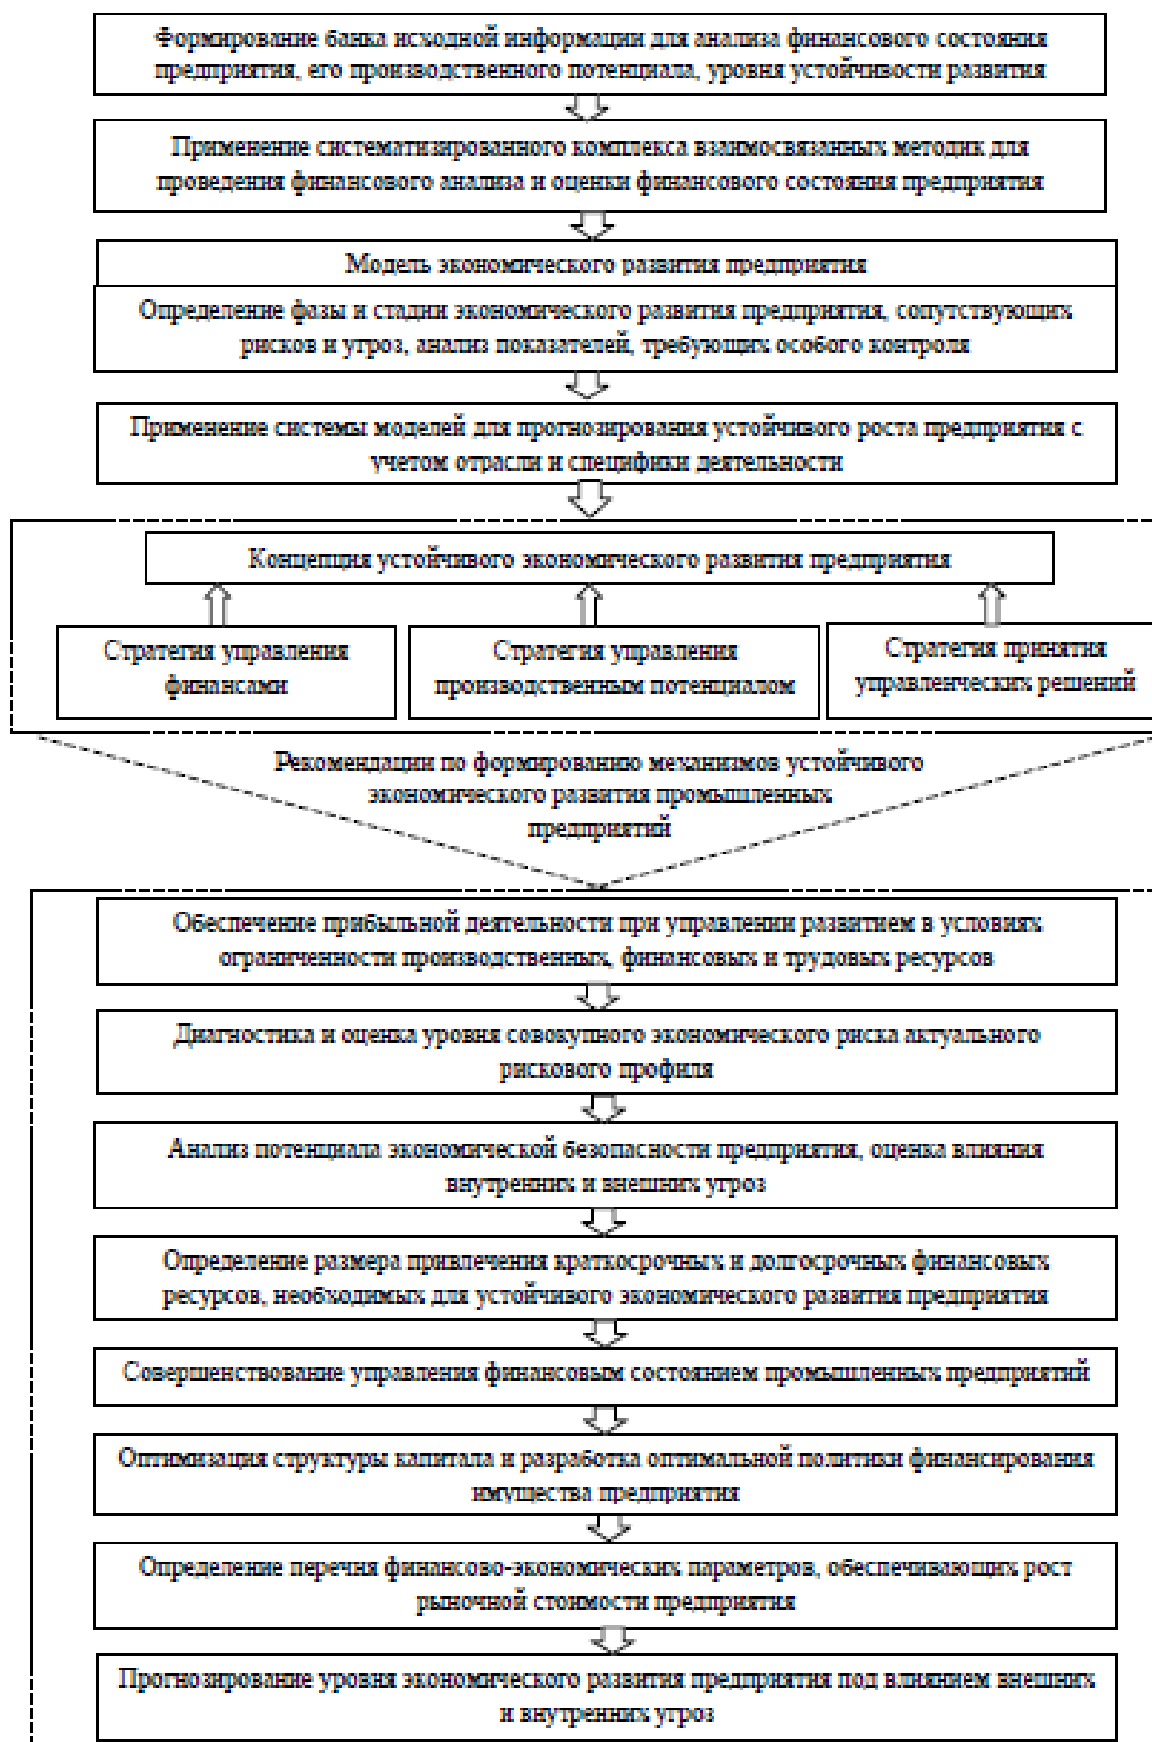 Формирование банка исходной информации для анализа финансового состояния
предприятия, его производственного потенциала, уровня устойчивости развития
Применение систематизированного комплекса взаимосвязанных методик для
проведения финансового анализа и оценки финансового состояния предприятия
Модель экономического развития предприятия
Определение фазы и стадии экономического развития предприятия, сопутствующих
рисков и угроз, анализ показателей, требующих особого контроля
Применение системы моделей для прогнозирования устойчивого роста предприятия с
учетом отрасли и специфики деятельности
Концепция устойчивого экономического развития предприятия
Стратегия управления
финансами
Стратегия управления
производственным потенциалом
Стратегия принятия
управленческих решений
Рекомендации по формированию механизмов устойчивого
экономического развития промышленных
предприятий
Обеспечение прибыльной деятельности при управлении развитием в условиях
ограниченности производственных, финансовых и трудовых ресурсов
Диагностика и оценка уровня совокупного экономического риска актуального
рискового профиля
Анализ потенциала экономической безопасности предприятия, оценка влияния
внутренних и внешних угроз
Определение размера привлечения краткосрочных и долгосрочных финансовых
ресурсов, необходимых для устойчивого экономического развития предприятия
Совершенствование управления финансовым состоянием промышленных предприятий
Оптимизация структуры капитала и разработка оптимальной политики финансирования
имущества предприятия
Определение перечня финансово-экономических параметров, обеспечивающих рост
рыночной стоимости предприятия
Прогнозирование уровня экономического развития предприятия под влиянием внешних
и внутренних угроз